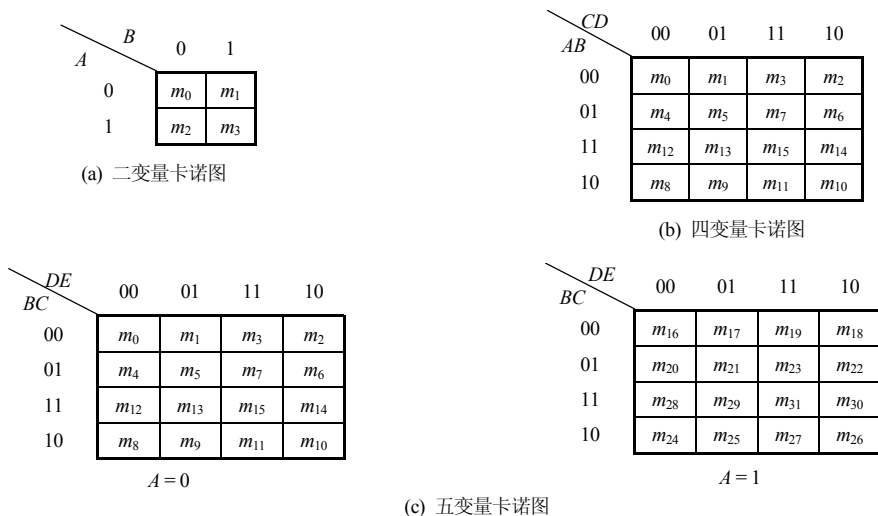 B
A
0 1
0 m0 m1
1 m2 m3
(a) 二变量卡诺图
CD
AB
00 01 11 10
00 m0 m1 m3 m2
01 m4 m5 m7 m6
11 m12 m13 m15 m14
10 m8 m9 m11 m10
(b) 四变量卡诺图
DE
BC
00 01 11 10
00 m0 m1 m3 m2
01 m4 m5 m7 m6
11 m12 m13 m15 m14
10 m8 m9 m11 m10
A = 0
DE
BC
00 01 11 10
00 m16 m17 m19 m18
01 m20 m21 m23 m22
11 m28 m29 m31 m30
10 m24 m25 m27 m26
A = 1
(c) 五变量卡诺图